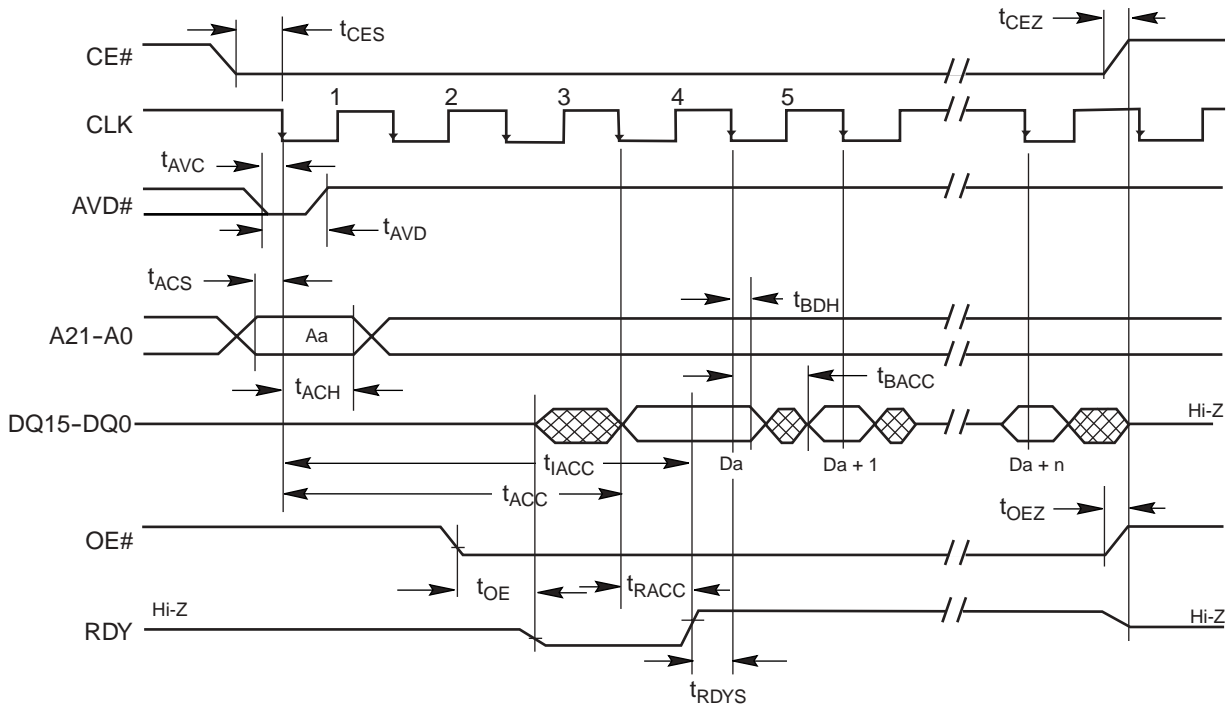 tCES
tCEZ
CE#
1 2 3 4 5
CLK
tAVC
AVD#
tAVD
tACS
tBDH
A21-A0
Aa
tACH
tBACC
DQ15-DQ0
Hi-Z
tIACC
Da
Da + 1
Da + n
tACC
tOEZ
OE#
tOE
tRACC
Hi-Z
Hi-Z
RDY
tRDYS